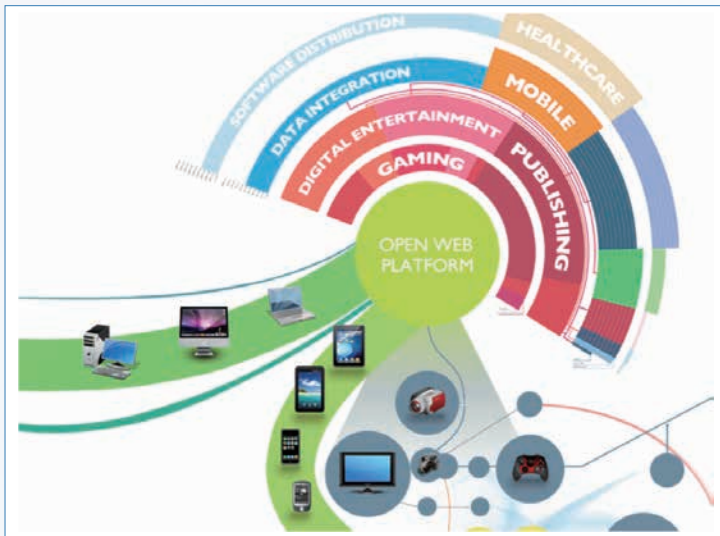 SOFTWARE DISTRIBUTION
HEALTHCARE
DATA INTEGRATION
MOBILE
DIGITAL ENTERTAINMENT
PUBLISHING
GAMING
OPEN WEB
PLATFORM